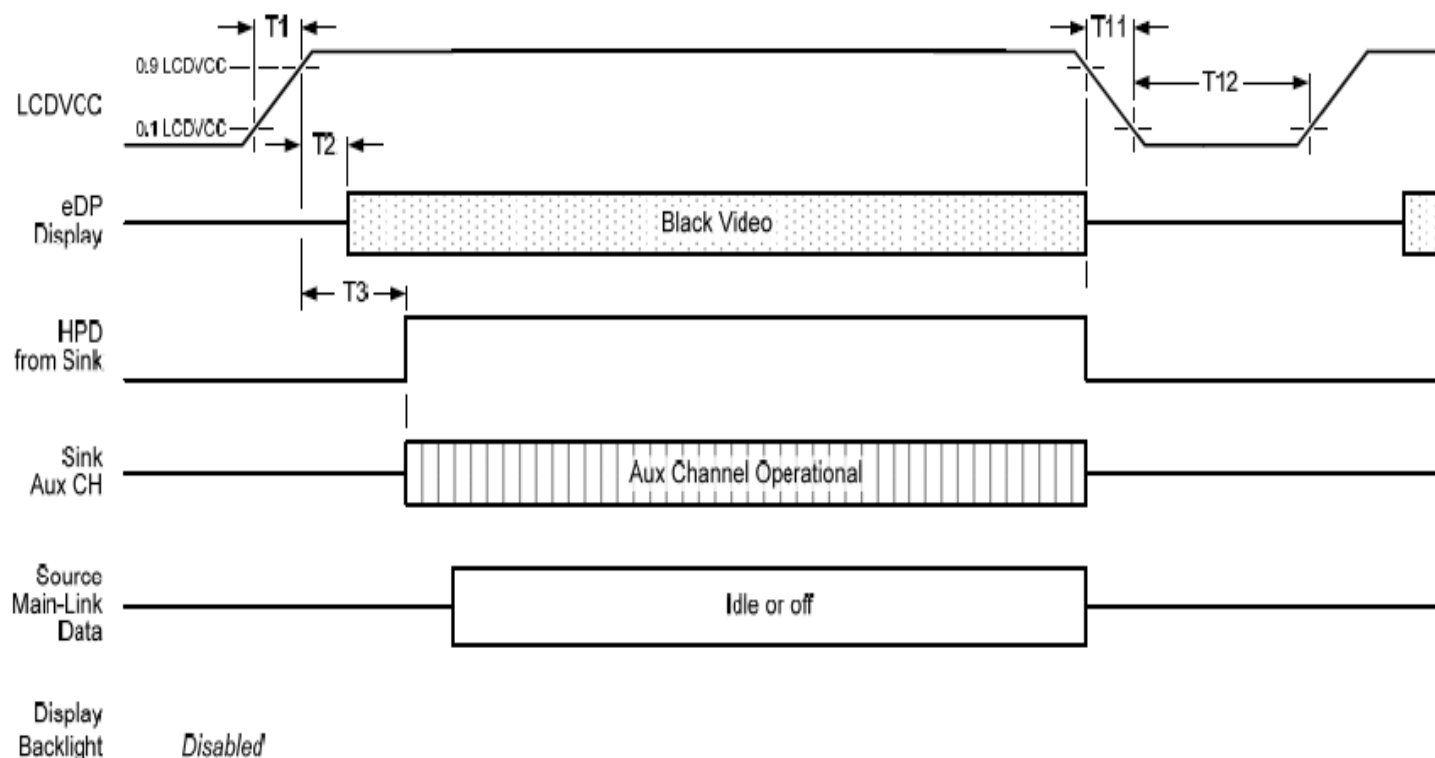 T1
T11
0.9 LCDVCC
LCDVCC
T12
0.1 LCDVCC
T2
eDP
Display
Black Video
T3
HPD
from Sink
Sink
Aux CH
Aux Channel Operational
Source
Main-Link
Data
Idle or off
Display
Backlight
Disabled